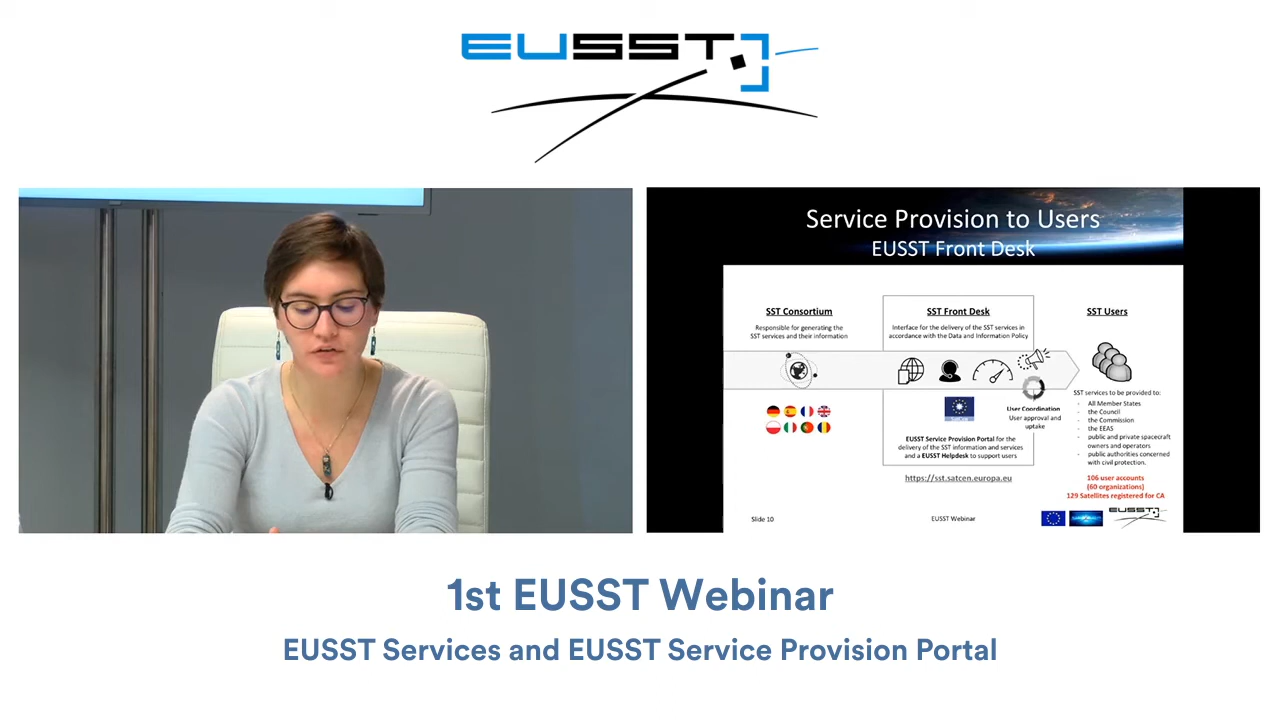 EUSST
Service Provision to Users
EUSST Front Desk
SST Consortium
Responsible for generating the
SST services and their information
SST Front Desk
Interface for the delivery of the SST services in
accordance with the Data and Information Policy
User Coordination
User approval and
uptake
EUSST Service Provision Portal for the
delivery of the SST information and services
and a EUSST Helpdesk to support users
https://sst.satcen.europa.eu
SST Users
SST services to be provided to:
- All Member States
- the Council
- the Commission
- the EEAS
- public and private spacecraft
owners and operators
- public authorities concerned
with civil protection.
106 user accounts
(60 organizations)
129 Satellites registered for CA
Slide 10
EUSST Webinar
EUSST
1st EUSST Webinar
EUSST Services and EUSST Service Provision Portal